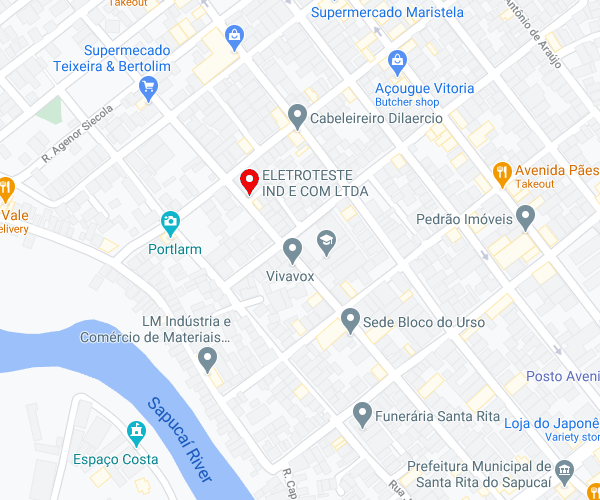 Takeout
Supermercado Maristela
Antônio de Araújo
Supermecado
Teixeira & Bertolim
Açougue Vitoria
Butcher shop
Cabeleireiro Dilaercio
R. Agenor Siecola
ELETROTESTE
IND E COM LTDA
Avenida Pães
Takeout
Vale
elivery
Portlarm
Pedrão Imóveis
Vivavox
LM Indústria e
Comércio de Materiais...
Sede Bloco do Urso
Posto Aveni
Sapucaí River
Funerária Santa Rita
Loja do Japonê
Variety stor
Espaço Costa
Prefeitura Municipal de
Santa Rita do Sapucaí
R. Cap
Rua